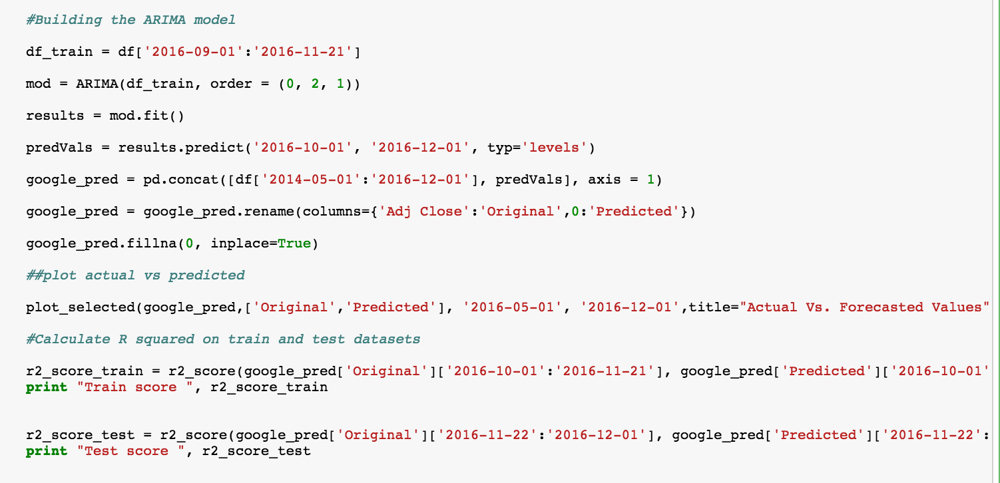 #Building the ARIMA model
df_train = df['2016-09-01':'2016-11-21']
mod = ARIMA(df_train, order = (0, 2, 1))
results = mod.fit()
predVals = results.predict('2016-10-01', '2016-12-01', typ='levels')
google_pred = pd.concat([df['2014-05-01':'2016-12-01'], predVals], axis = 1)
google_pred = google_pred.rename(columns={'Adj Close':'Original',0:'Predicted'})
google_pred.fillna(0, inplace=True)
##plot actual vs predicted
plot_selected(google_pred,['Original','Predicted'], '2016-05-01', '2016-12-01',title="Actual Vs. Forecasted Values"
#Calculate R squared on train and test datasets
r2_score_train = r2_score(google_pred['Original']['2016-10-01':'2016-11-21'], google_pred['Predicted']['2016-10-01'
print "Train score ", r2_score_train
r2_score_test = r2_score(google_pred['Original']['2016-11-22':'2016-12-01'], google_pred['Predicted']['2016-11-22':
print "Test score ", r2_score_test